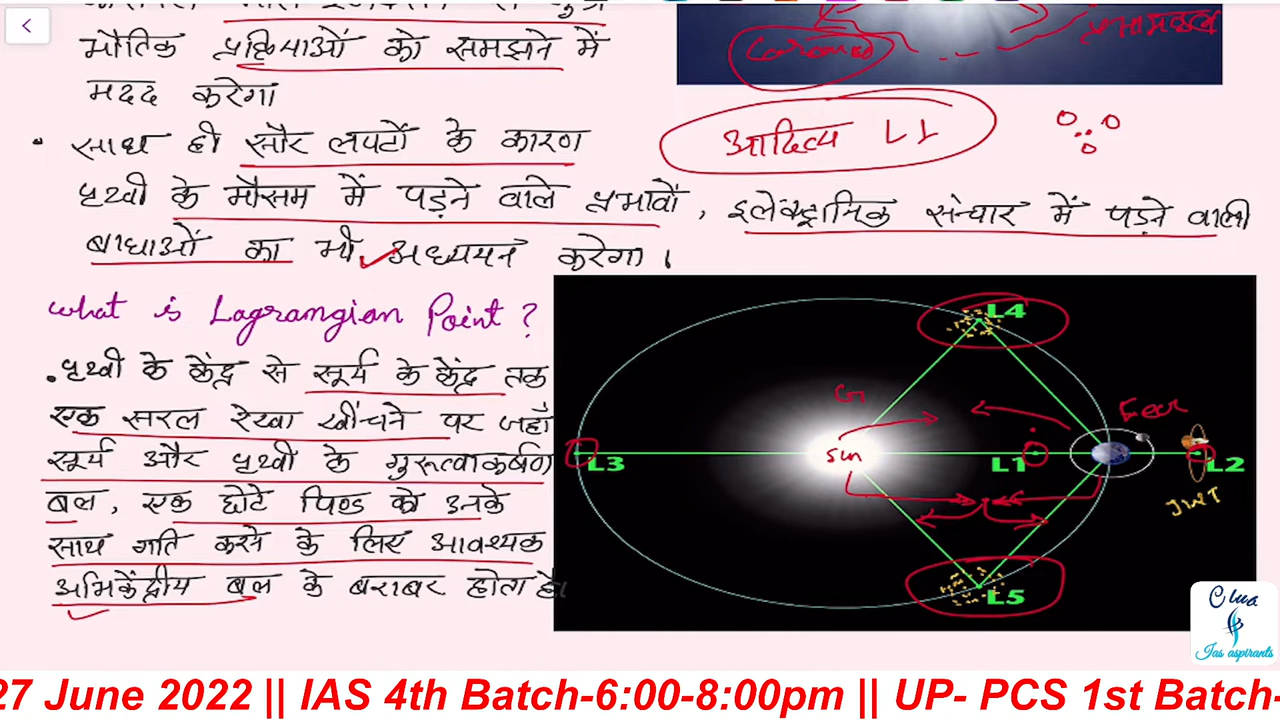 भौतिक प्रक्रियाओं को समझने में
मदद करेगा
• साथ ही सौर लपटों के कारण
पृथ्वी के मौसम में पड़ने वाले प्रभावों, इलेक्ट्रानिक संन्चार में पड़ने वाली
बाधाओं का भी अध्ययन करेगा।
आदित्य L1
What is Lagrangian Point?
• पृथ्वी के केंद्र से सूर्य के केंद्र तक
एक सरल रेखा खींचने पर जहाँ
सूर्य और पृथ्वी के गुरुत्वाकर्षण
बल, एक छोटे पिण्ड को उनके
साथ गति करने के लिए आवश्यक
अभिकेंद्रीय बल के बराबर होता है।
L4
G
sun
L3
L1
L2
JWT
L5
Clue
Ias aspirants
27 June 2022 || IAS 4th Batch-6:00-8:00pm || UP- PCS 1st Batch-